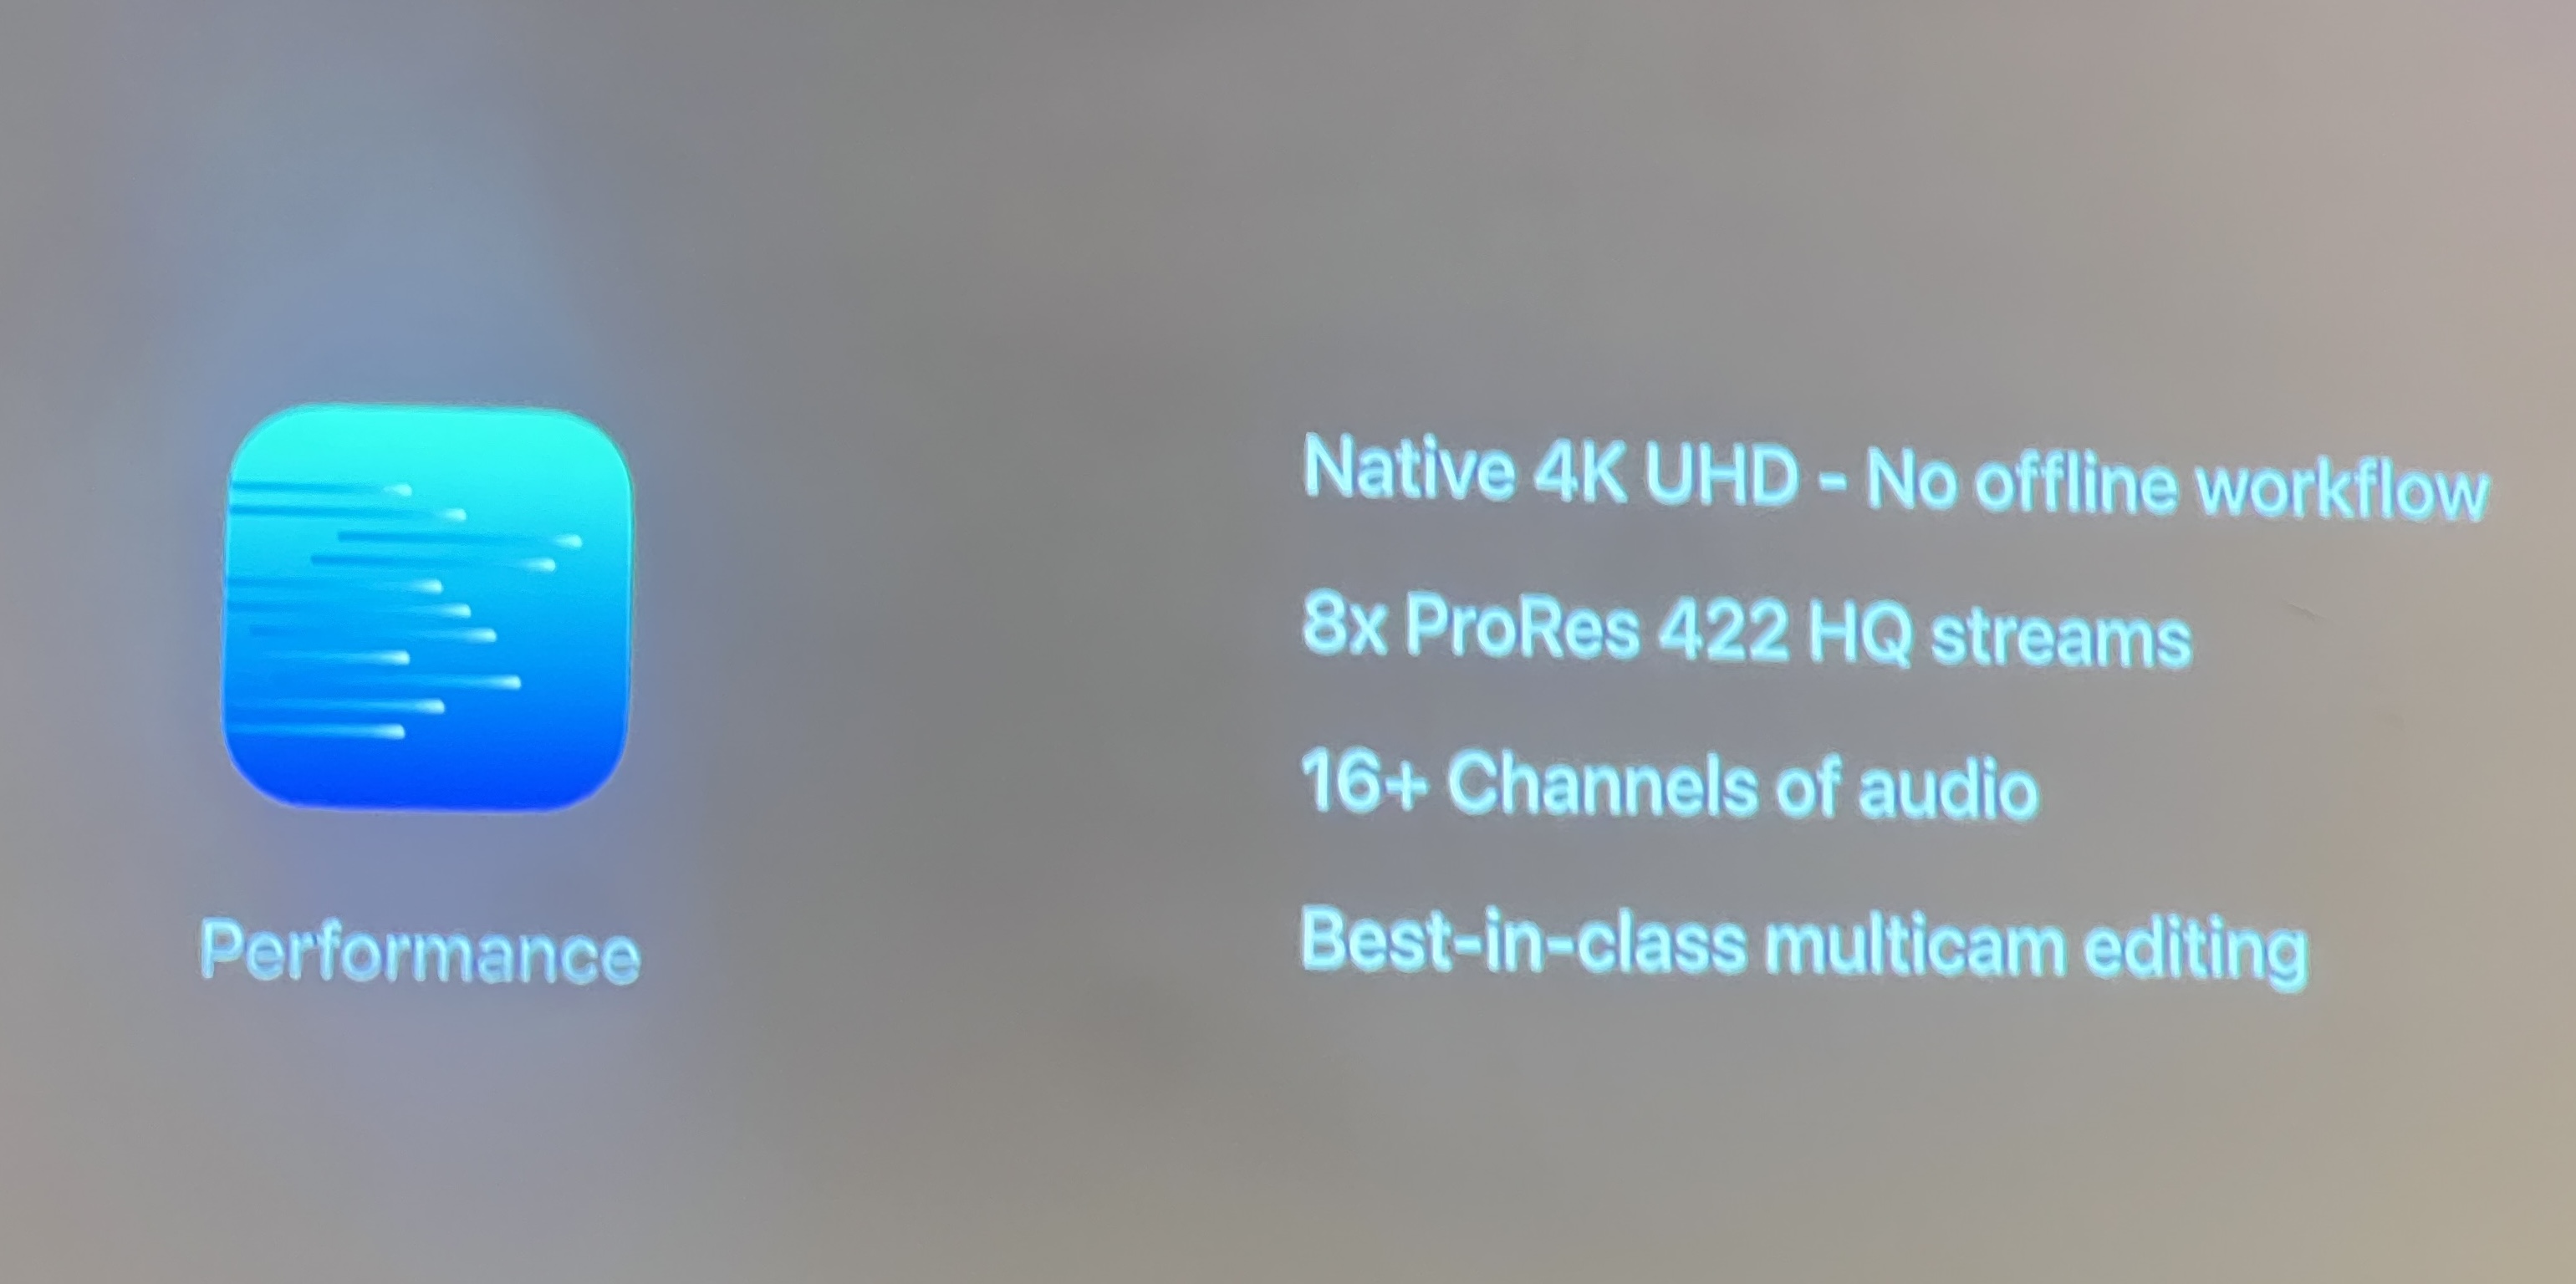 Performance
Native 4K UHD - No offline workflow
8x ProRes 422 HQ streams
16+ Channels of audio
Best-in-class multicam editing